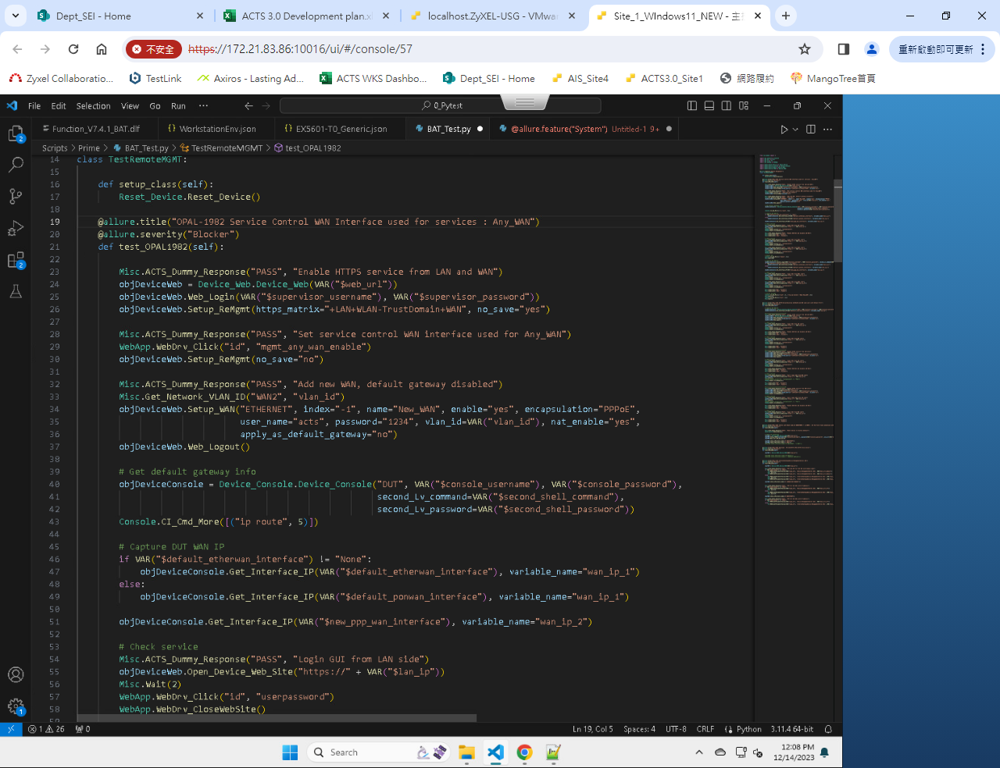 Dept_SEI - Home
ACTS 3.0 Development plan.xl
localhost.ZyXEL-USG - VMwa
Site_1_WIndows11_NEW - 主
不安全
https://172.21.83.86:10016/ui/#/console/57
重新啟動即可更新
Zyxel Collaboratio...
TestLink
Axiros - Lasting Ad...
ACTS WKS Dashbo...
Dept_SEI - Home
AIS_Site4
ACTS3.0_Site1
網路履約
MangoTree首頁
File Edit Selection View Go Run ···
0_Pytest
Function_V7.4.1_BAT.dlf
WorkstationEnv.json
EX5601-T0_Generic.json
BAT_Test.py
@allure.feature("System") Untitled-1 9+
Scripts > Prime > BAT_Test.py > TestRemoteMGMT > test_OPAL1982
14 class TestRemoteMGMT:
15
16 def setup_class(self):
17 Reset_Device.Reset_Device()
18
19 @allure.title("OPAL-1982 Service Control WAN Interface used for services : Any_WAN")
20 @allure.severity("Blocker")
21 def test_OPAL1982(self):
22
23 Misc.ACTS_Dummy_Response("PASS", "Enable HTTPS service from LAN and WAN")
24 objDeviceWeb = Device_Web.Device_Web(VAR("$web_url"))
25 objDeviceWeb.Web_Login(VAR("$supervisor_username"), VAR("$supervisor_password"))
26 objDeviceWeb.Setup_ReMgmt(https_matrix="+LAN+WLAN-TrustDomain+WAN", no_save="yes")
27
28 Misc.ACTS_Dummy_Response("PASS", "Set service control WAN interface used for Any_WAN")
29 WebApp.WebDrv_Click("id", "mgmt_any_wan_enable")
30 objDeviceWeb.Setup_ReMgmt(no_save="no")
31
32 Misc.ACTS_Dummy_Response("PASS", "Add new WAN, default gateway disabled")
33 Misc.Get_Network_VLAN_ID("WAN2", "vlan_id")
34 objDeviceWeb.Setup_WAN("ETHERNET", index="-1", name="New_WAN", enable="yes", encapsulation="PPPoE",
35 user_name="acts", password="1234", vlan_id=VAR("vlan_id"), nat_enable="yes",
36 apply_as_default_gateway="no")
37 objDeviceWeb.Web_Logout()
38
39 # Get default gateway info
40 objDeviceConsole = Device_Console.Device_Console("DUT", VAR("$console_username"), VAR("$console_password"),
41 second_Lv_command=VAR("$second_shell_command"),
42 second_Lv_password=VAR("$second_shell_password"))
43 Console.CI_Cmd_More([("ip route", 5)])
44
45 # Capture DUT WAN IP
46 if VAR("$default_etherwan_interface") != "None":
47 objDeviceConsole.Get_Interface_IP(VAR("$default_etherwan_interface"), variable_name="wan_ip_1")
48 else:
49 objDeviceConsole.Get_Interface_IP(VAR("$default_ponwan_interface"), variable_name="wan_ip_1")
50
51 objDeviceConsole.Get_Interface_IP(VAR("$new_ppp_wan_interface"), variable_name="wan_ip_2")
52
53 # Check service
54 Misc.ACTS_Dummy_Response("PASS", "Login GUI from LAN side")
55 objDeviceWeb.Open_Device_Web_Site("https://" + VAR("$lan_ip"))
56 Misc.Wait(2)
57 WebApp.WebDrv_Click("id", "userpassword")
58 WebApp.WebDrv_CloseWebSite()
1 26 0
Ln 19, Col 5 Spaces: 4 UTF-8 CRLF Python 3.11.4 64-bit
Search
12:08 PM
12/14/2023